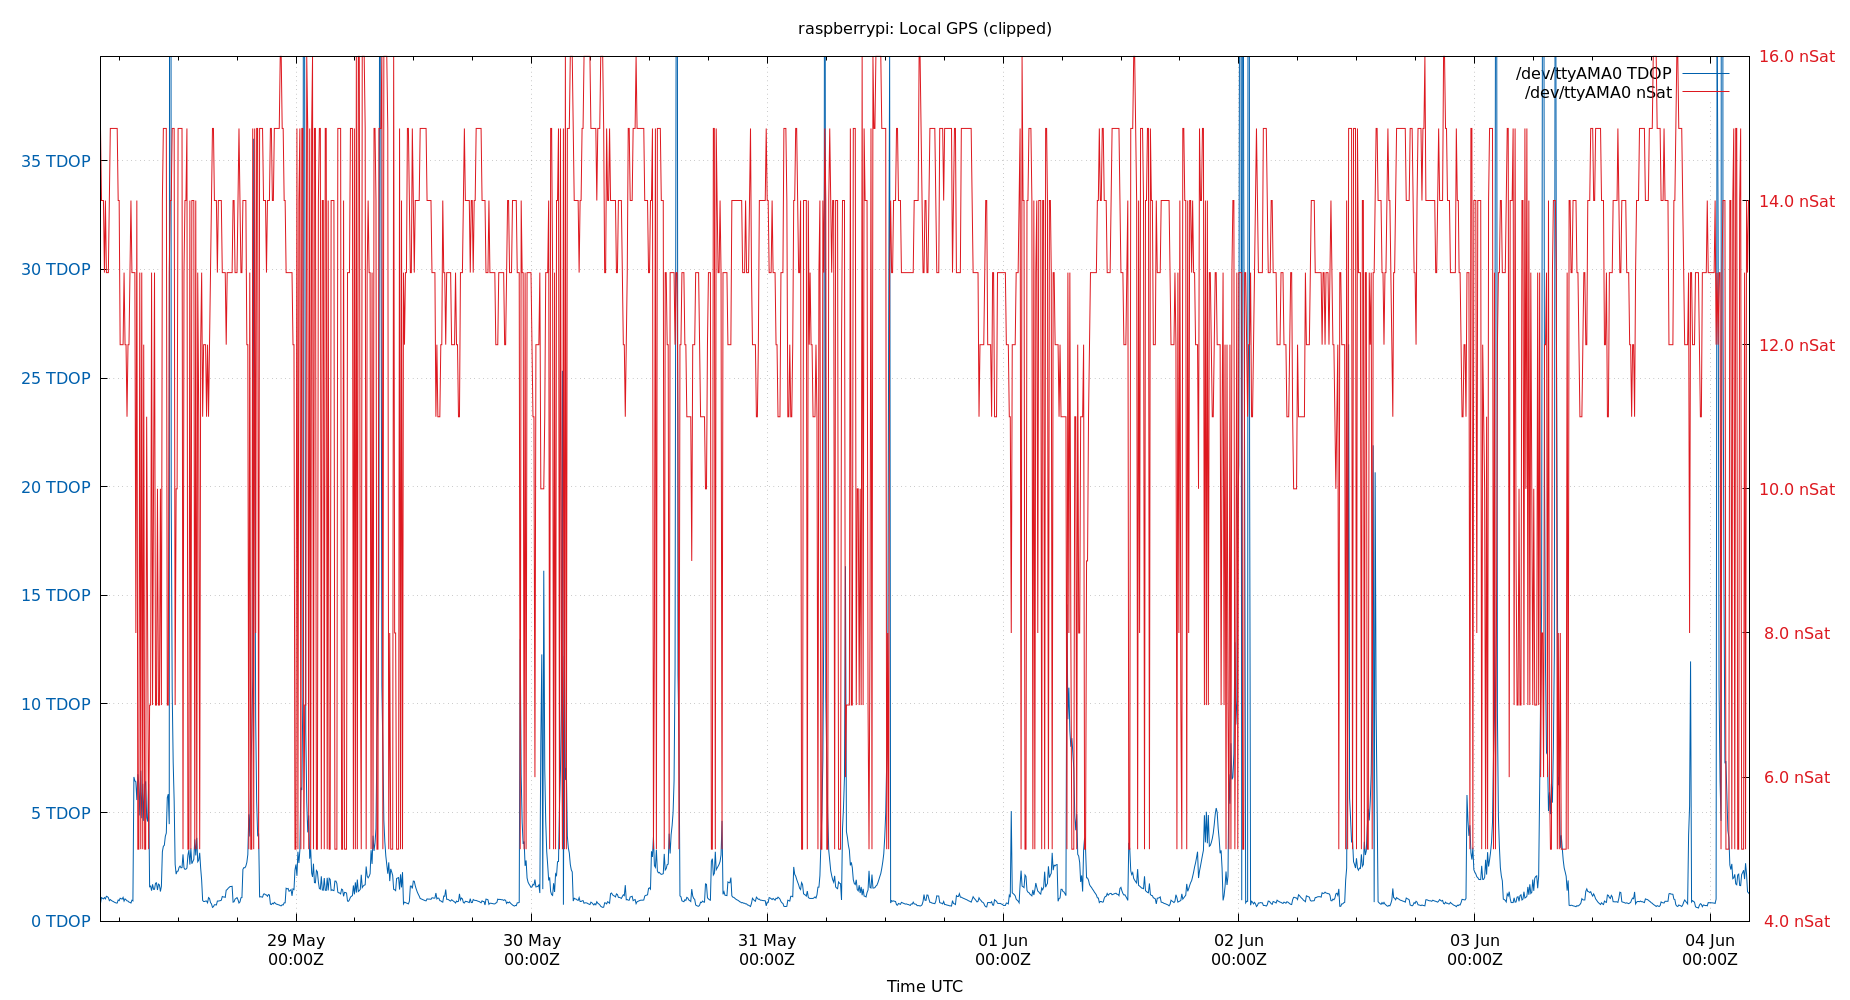 raspberrypi: Local GPS (clipped)
/dev/ttyAMA0 TDOP
/dev/ttyAMA0 nSat
35 TDOP
30 TDOP
25 TDOP
20 TDOP
15 TDOP
10 TDOP
5 TDOP
0 TDOP
16.0 nSat
14.0 nSat
12.0 nSat
10.0 nSat
8.0 nSat
6.0 nSat
4.0 nSat
29 May
00:00Z
30 May
00:00Z
31 May
00:00Z
01 Jun
00:00Z
02 Jun
00:00Z
03 Jun
00:00Z
04 Jun
00:00Z
Time UTC